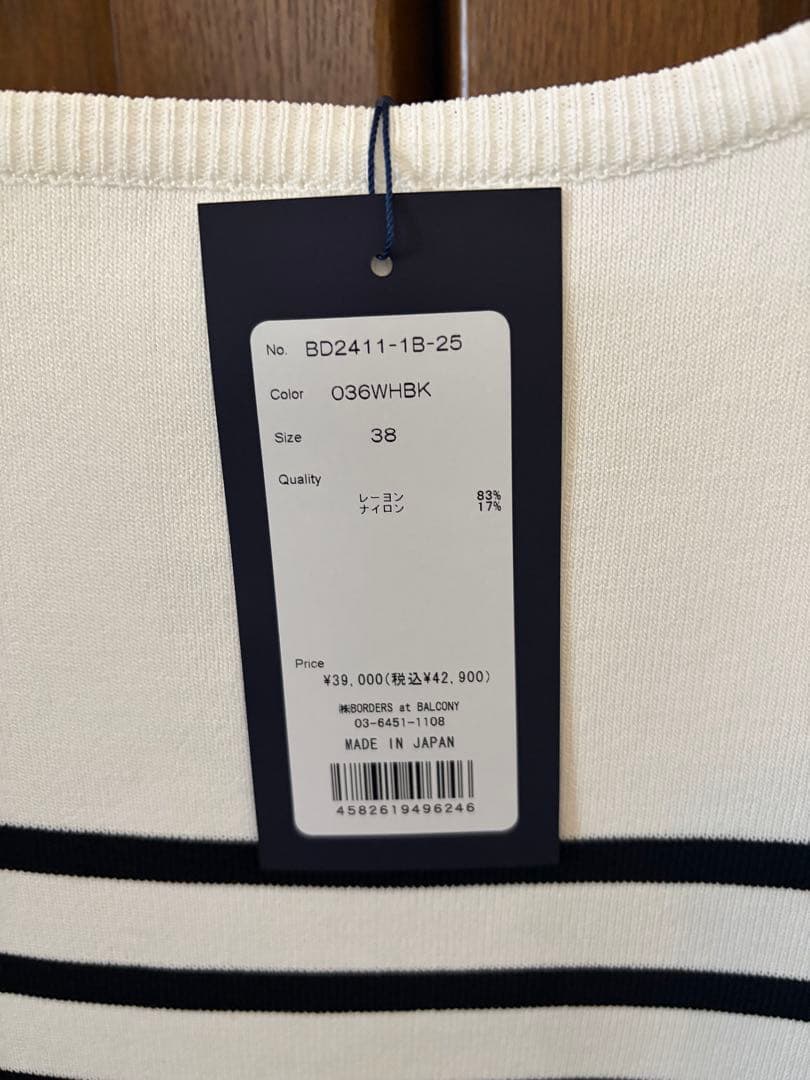 No. BD2411-1B-25
Color 036WHBK
Size 38
Quality
レーヨン 83%
ナイロン 17%
Price
¥39,000(税込¥42,900)
㈱BORDERS at BALCONY
03-6451-1108
MADE IN JAPAN
4582619496246